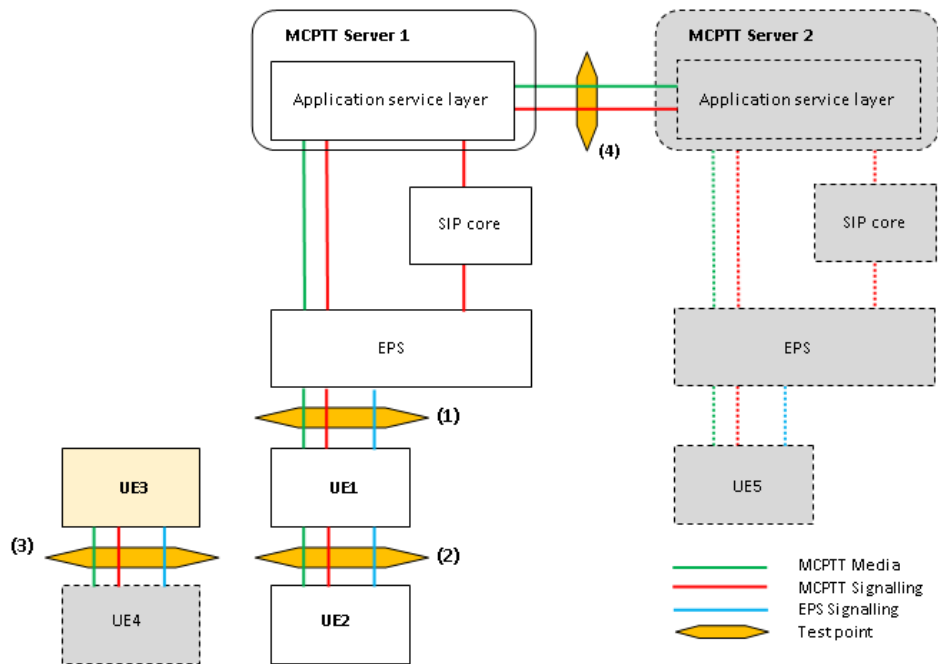 MCPTT Server 1
Application service layer
MCPTT Server 2
Application service layer
(4)
SIP core
SIP core
EPS
EPS
(1)
UE3
UE1
UE5
(3)
(2)
UE4
UE2
MCPTT Media
MCPTT Signalling
EPS Signalling
Test point